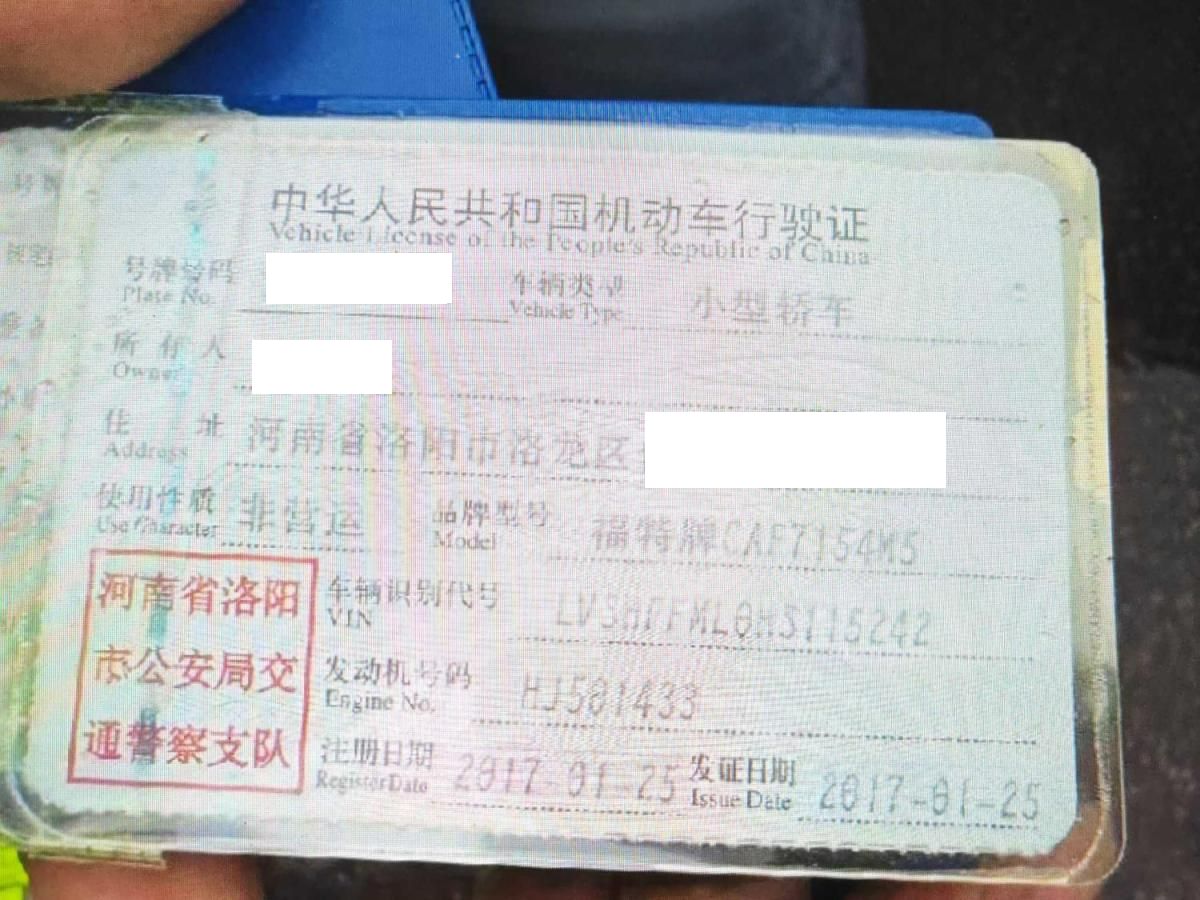 中华人民共和国机动车行驶证
Vehicle License of the People's Republic of China
号牌号码 车辆类型 小型轿车
Plate No. Vehicle Type
所有人
Owner
住址 河南省洛阳市洛龙区
Address
使用性质 非营运 品牌型号 福特牌CAF7154M5
Use Character Model
河南省洛阳
市公安局交
通警察支队
车辆识别代号
VIN
发动机号码 HJ501433
Engine No.
注册日期 2017-01-25 发证日期 2017-01-25
Register Date Issue Date